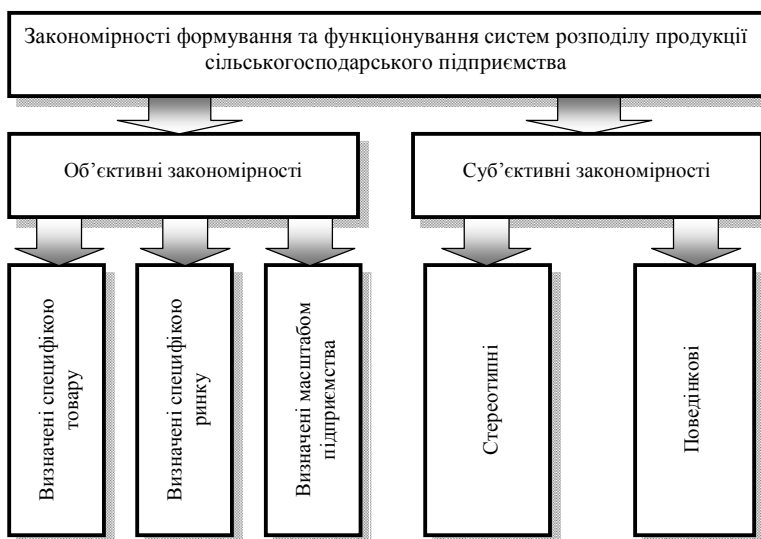 Закономірності формування та функціонування систем розподілу продукції
сільськогосподарського підприємства
Об’єктивні закономірності
Суб’єктивні закономірності
Визначені специфікою
товару
Визначені специфікою
ринку
Визначені масштабом
підприємства
Стереотипні
Поведінкові